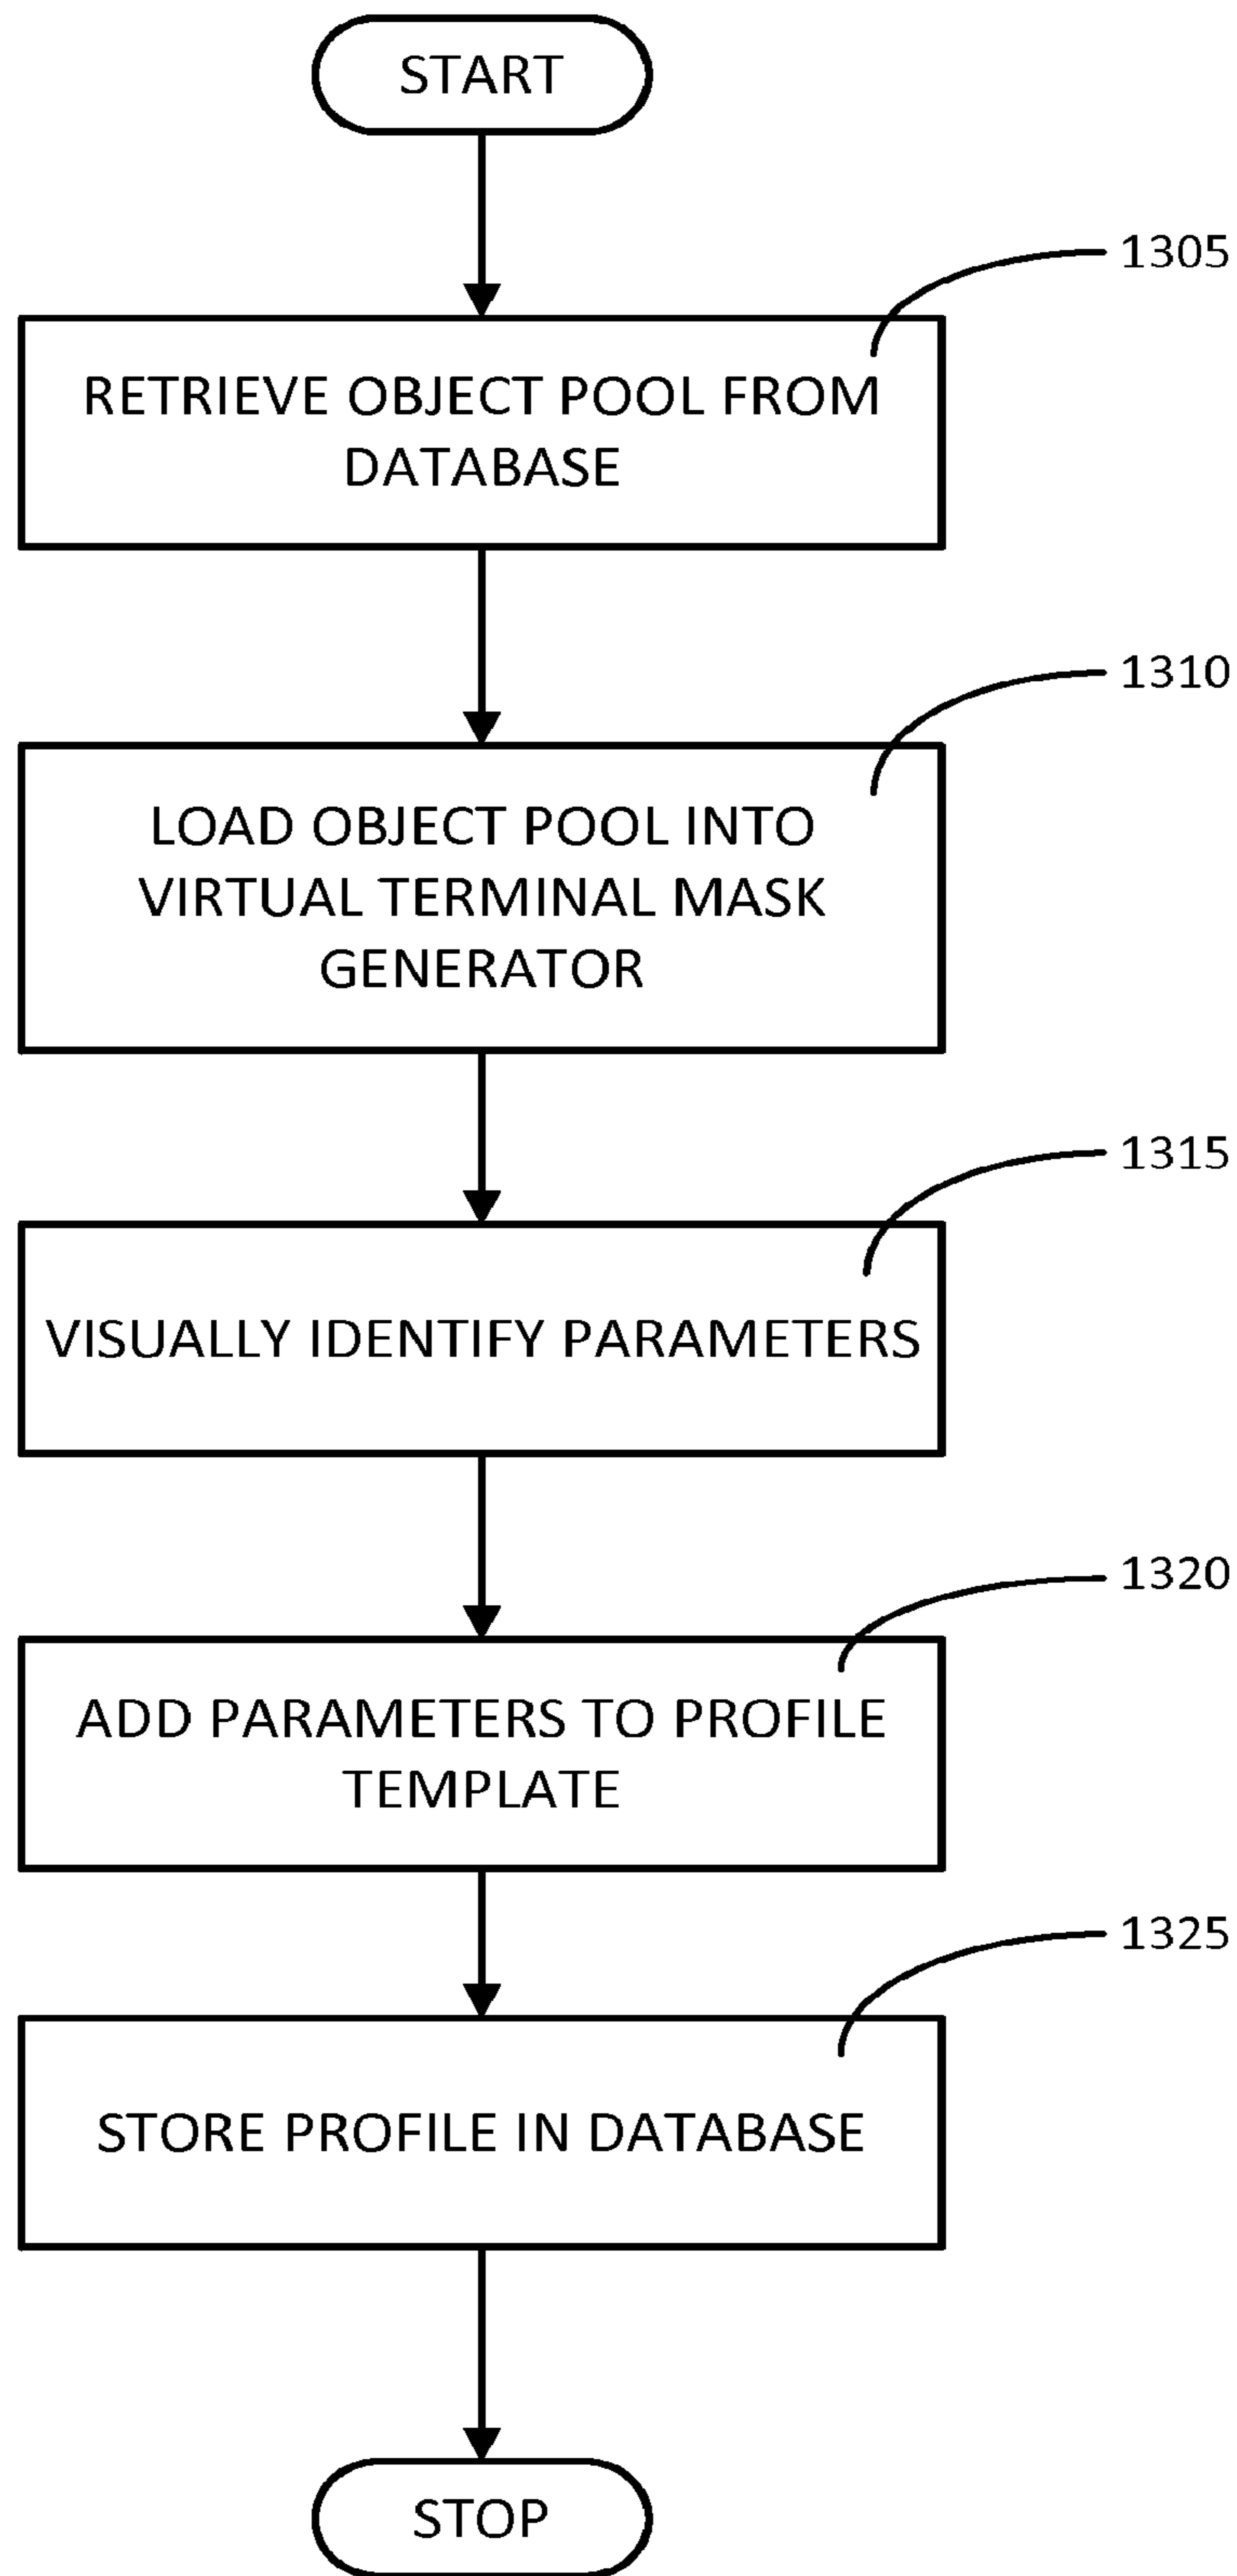 START
1305
RETRIEVE OBJECT POOL FROM
DATABASE
1310
LOAD OBJECT POOL INTO
VIRTUAL TERMINAL MASK
GENERATOR
1315
VISUALLY IDENTIFY PARAMETERS
1320
ADD PARAMETERS TO PROFILE
TEMPLATE
1325
STORE PROFILE IN DATABASE
STOP